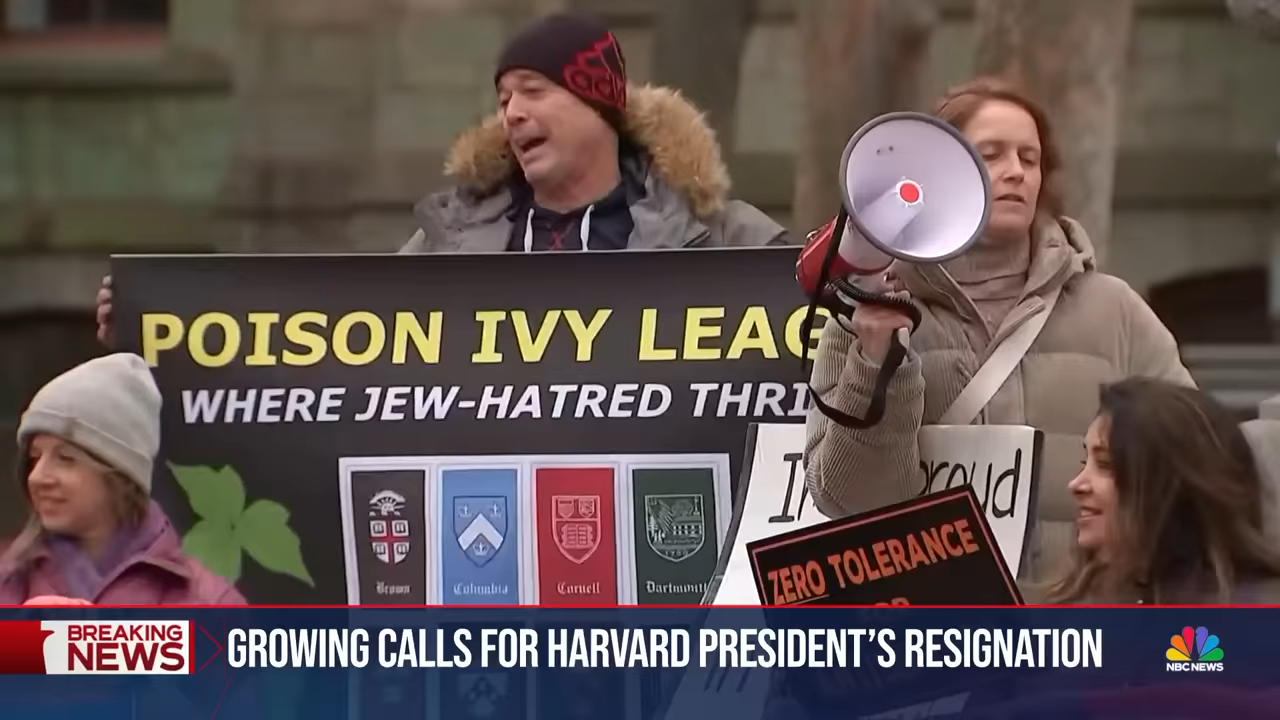 POISON IVY LEAG
WHERE JEW-HATRED THRI
Brown
Columbia
Cornell
Dartmouth
proud
ZERO TOLERANCE
BREAKING
NEWS
GROWING CALLS FOR HARVARD PRESIDENT'S RESIGNATION
NBC NEWS